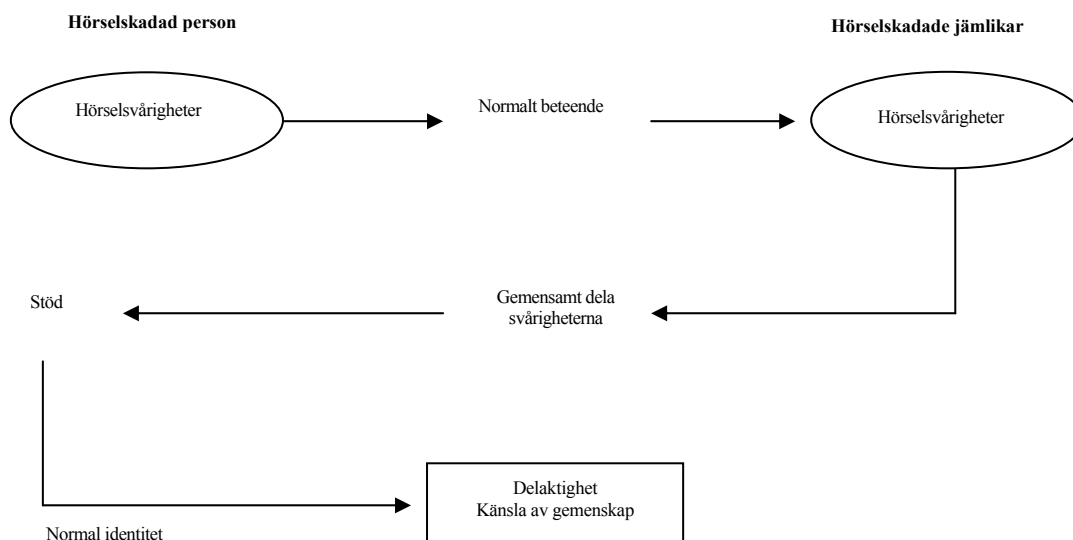 Hörselskadad person
Hörselskadade jämlikar
Hörselsvårigheter
Normalt beteende
Hörselsvårigheter
Stöd
Gemensamt dela
svårigheterna
Delaktighet
Känsla av gemenskap
Normal identitet